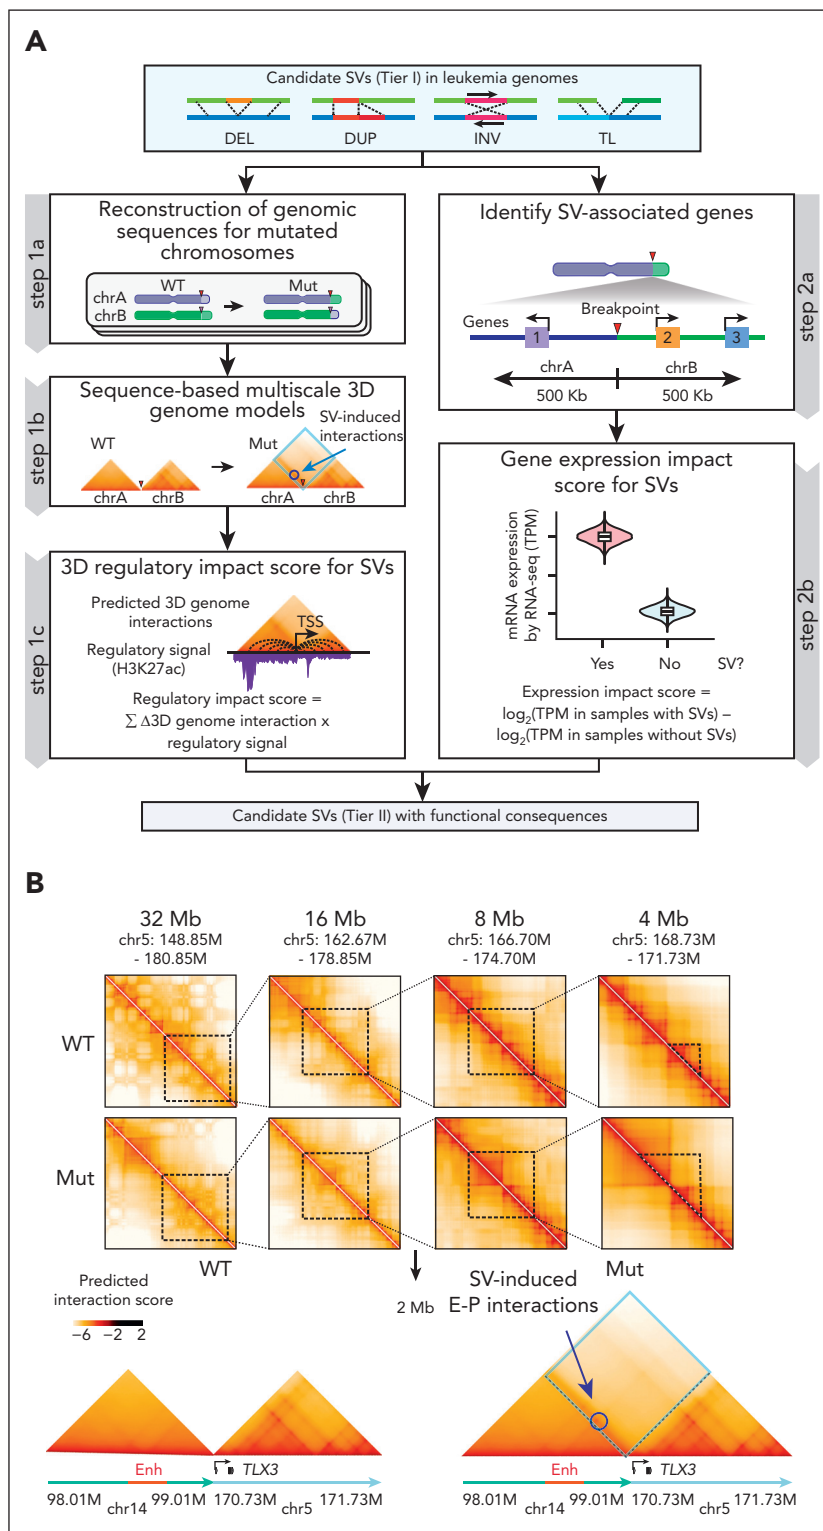 A
Candidate SVs (Tier I) in leukemia genomes
DEL DUP INV TL
step 1a
Reconstruction of genomic
sequences for mutated
chromosomes
WT Mut
chrA
chrB
step 1b
Sequence-based multiscale 3D
genome models
SV-induced
interactions
WT Mut
chrA chrB chrA chrB
step 1c
3D regulatory impact score for SVs
Predicted 3D genome
interactions
TSS
Regulatory signal
(H3K27ac)
Regulatory impact score =
∑ Δ3D genome interaction x
regulatory signal
step 2a
Identify SV-associated genes
Genes Breakpoint
1 2 3
chrA chrB
500 Kb 500 Kb
step 2b
Gene expression impact
score for SVs
mRNA expression
by RNA-seq (TPM)
Yes No SV?
Expression impact score =
log2(TPM in samples with SVs) –
log2(TPM in samples without SVs)
Candidate SVs (Tier II) with functional consequences
B
32 Mb
chr5: 148.85M
- 180.85M
16 Mb
chr5: 162.67M
- 178.85M
8 Mb
chr5: 166.70M
- 174.70M
4 Mb
chr5: 168.73M
- 171.73M
WT
Mut
WT
Predicted
interaction score
−6 −2 2
2 Mb
SV-induced
E-P interactions
Mut
Enh TLX3
98.01M chr14 99.01M 170.73M chr5 171.73M
Enh TLX3
98.01M chr14 99.01M 170.73M chr5 171.73M